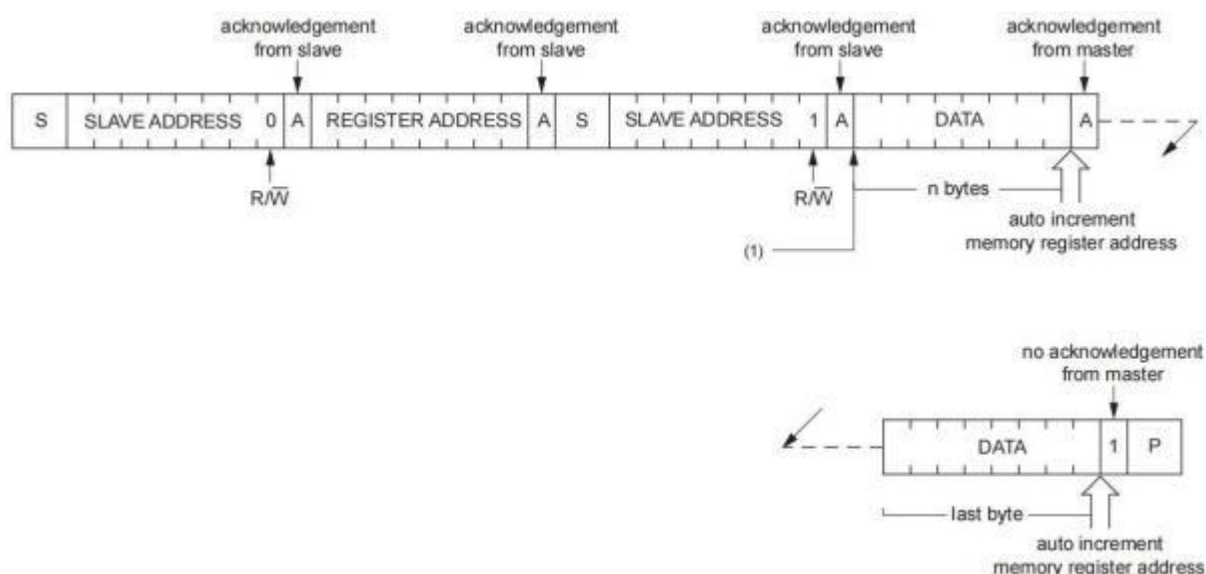 acknowledgement
from slave
acknowledgement
from slave
acknowledgement
from slave
acknowledgement
from master
S SLAVE ADDRESS 0 A REGISTER ADDRESS A S SLAVE ADDRESS 1 A DATA A
R/W̅
R/W̅
n bytes
(1)
auto increment
memory register address
no acknowledgement
from master
DATA 1 P
last byte
auto increment
memory register address